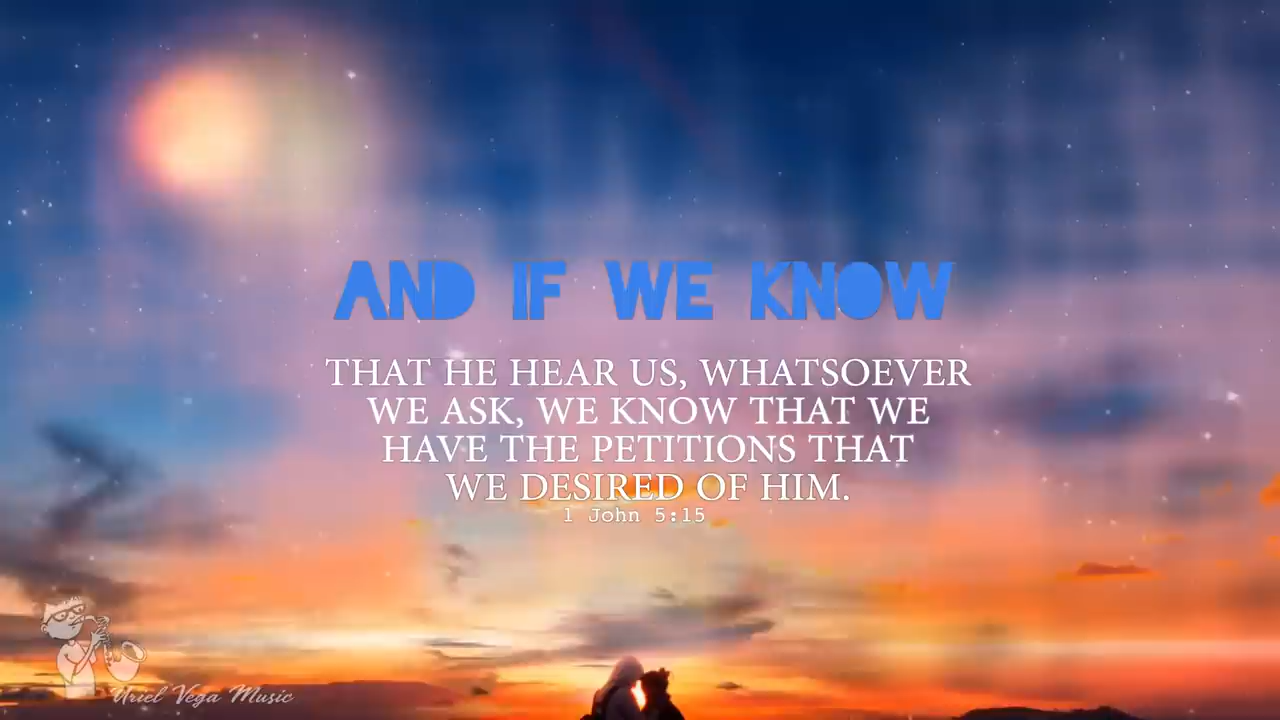 AND IF WE KNOW
THAT HE HEAR US, WHATSOEVER
WE ASK, WE KNOW THAT WE
HAVE THE PETITIONS THAT
WE DESIRED OF HIM.
1 John 5:15
Uriel Vega Music